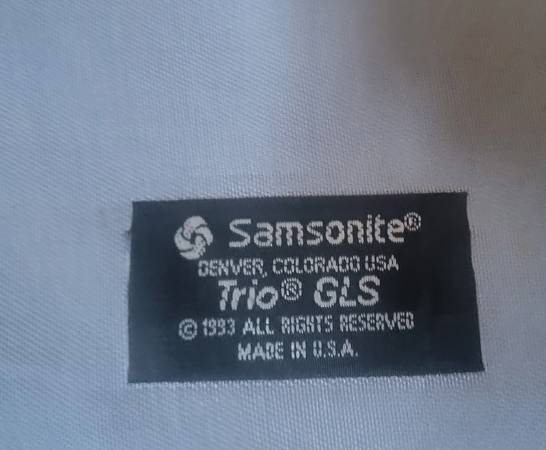 Samsonite®
DENVER, COLORADO USA
Trio® GLS
© 1993 ALL RIGHTS RESERVED
MADE IN U.S.A.